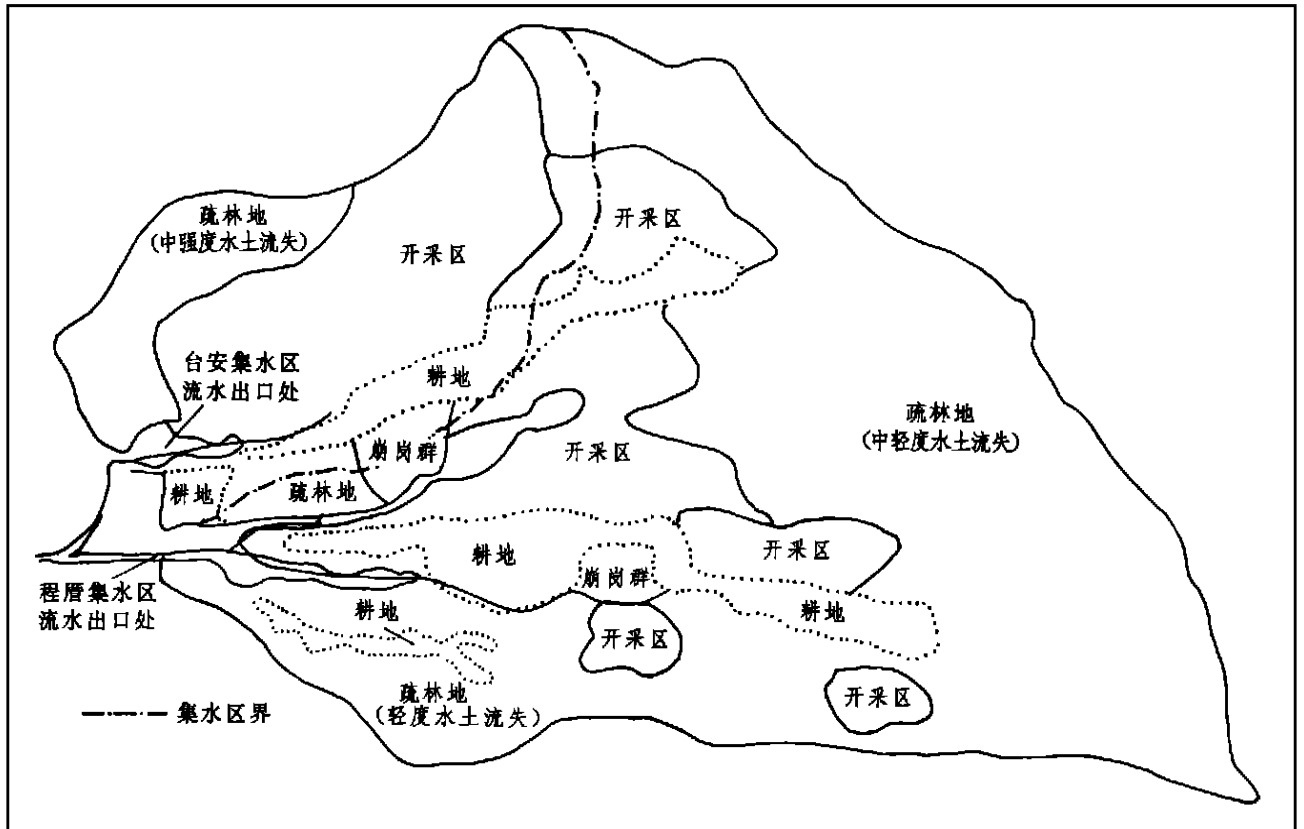 疏林地
(中强度水土流失)
开采区
开采区
台安集水区
流水出口处
耕地
疏林地
(中轻度水土流失)
崩岗群
开采区
耕地
疏林地
耕地
开采区
崩岗群
程厝集水区
流水出口处
耕地
耕地
开采区
开采区
疏林地
(轻度水土流失)
集水区界